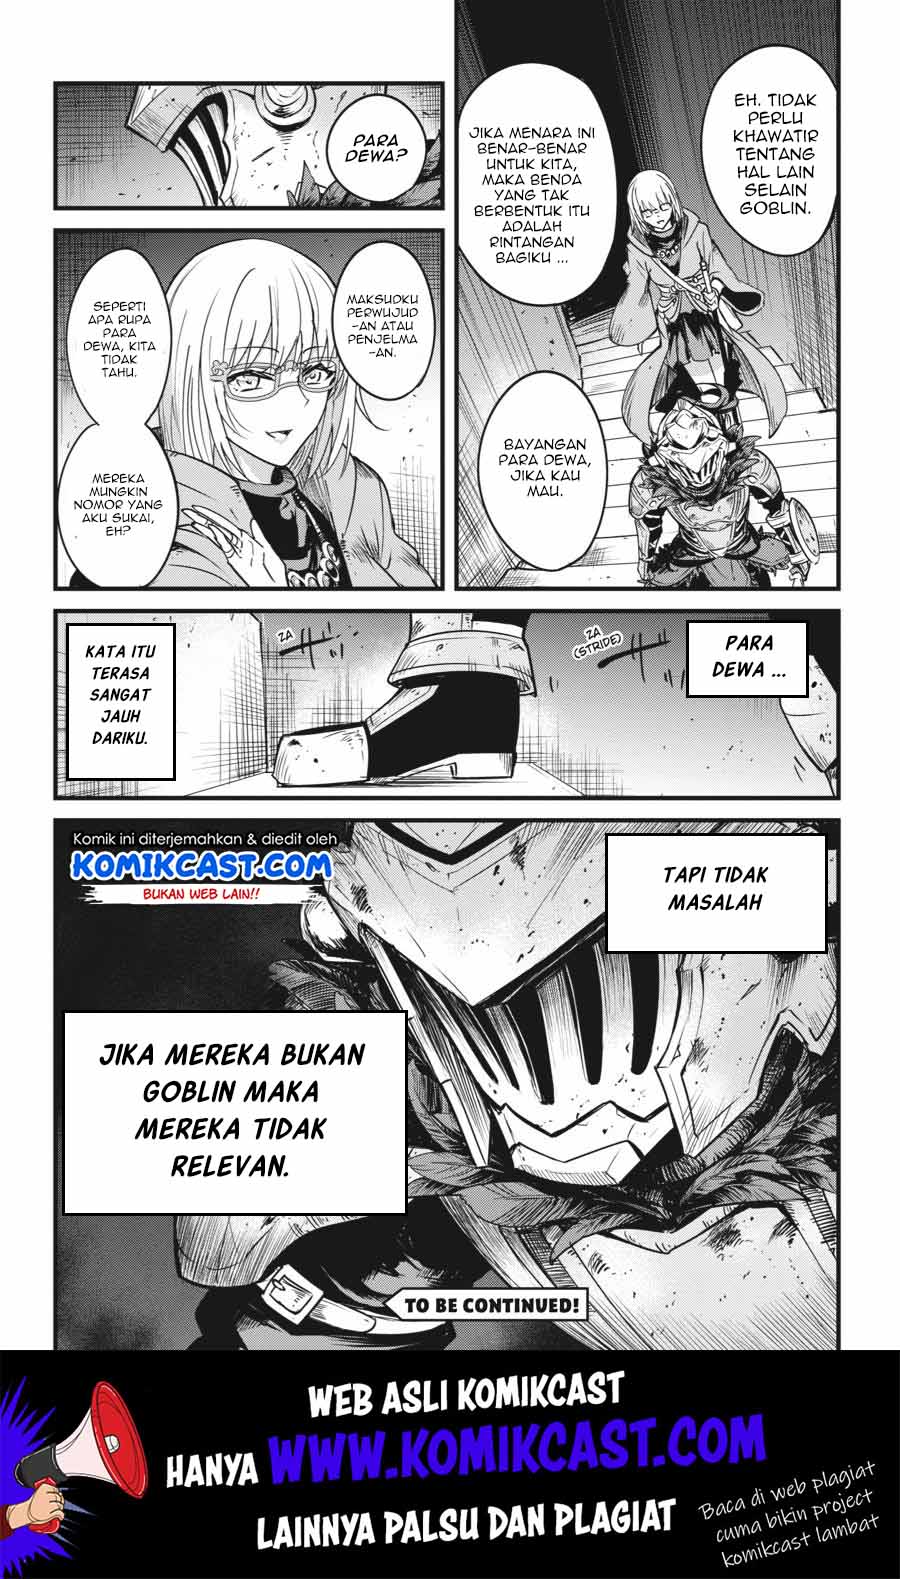 EH. TIDAK
PERLU
KHAWATIR
TENTANG
HAL LAIN
SELAIN
GOBLIN.
JIKA MENARA INI
BENAR-BENAR
UNTUK KITA,
MAKA BENDA
YANG TAK
BERBENTUK ITU
ADALAH
RINTANGAN
BAGIKU ...
BAYANGAN
PARA DEWA,
JIKA KAU
MAU.
PARA
DEWA?
MAKSUDKU
PERWUJUD
-AN ATAU
PENJELMA
-AN.
SEPERTI
APA RUPA
PARA
DEWA, KITA
TIDAK
TAHU.
MEREKA
MUNGKIN
NOMOR YANG
AKU SUKAI,
EH?
PARA
DEWA ...
ZA
(STRIDE)
ZA
KATA ITU
TERASA
SANGAT
JAUH
DARIKU.
TAPI TIDAK
MASALAH
Komik ini diterjemahkan & diedit oleh
KOMIKCAST.COM
BUKAN WEB LAIN!!
JIKA MEREKA BUKAN
GOBLIN MAKA
MEREKA TIDAK
RELEVAN.
TO BE CONTINUED!
WEB ASLI KOMIKCAST
HANYA WWW.KOMIKCAST.COM
LAINNYA PALSU DAN PLAGIAT
Baca di web plagiat
cuma bikin project
komikcast lambat